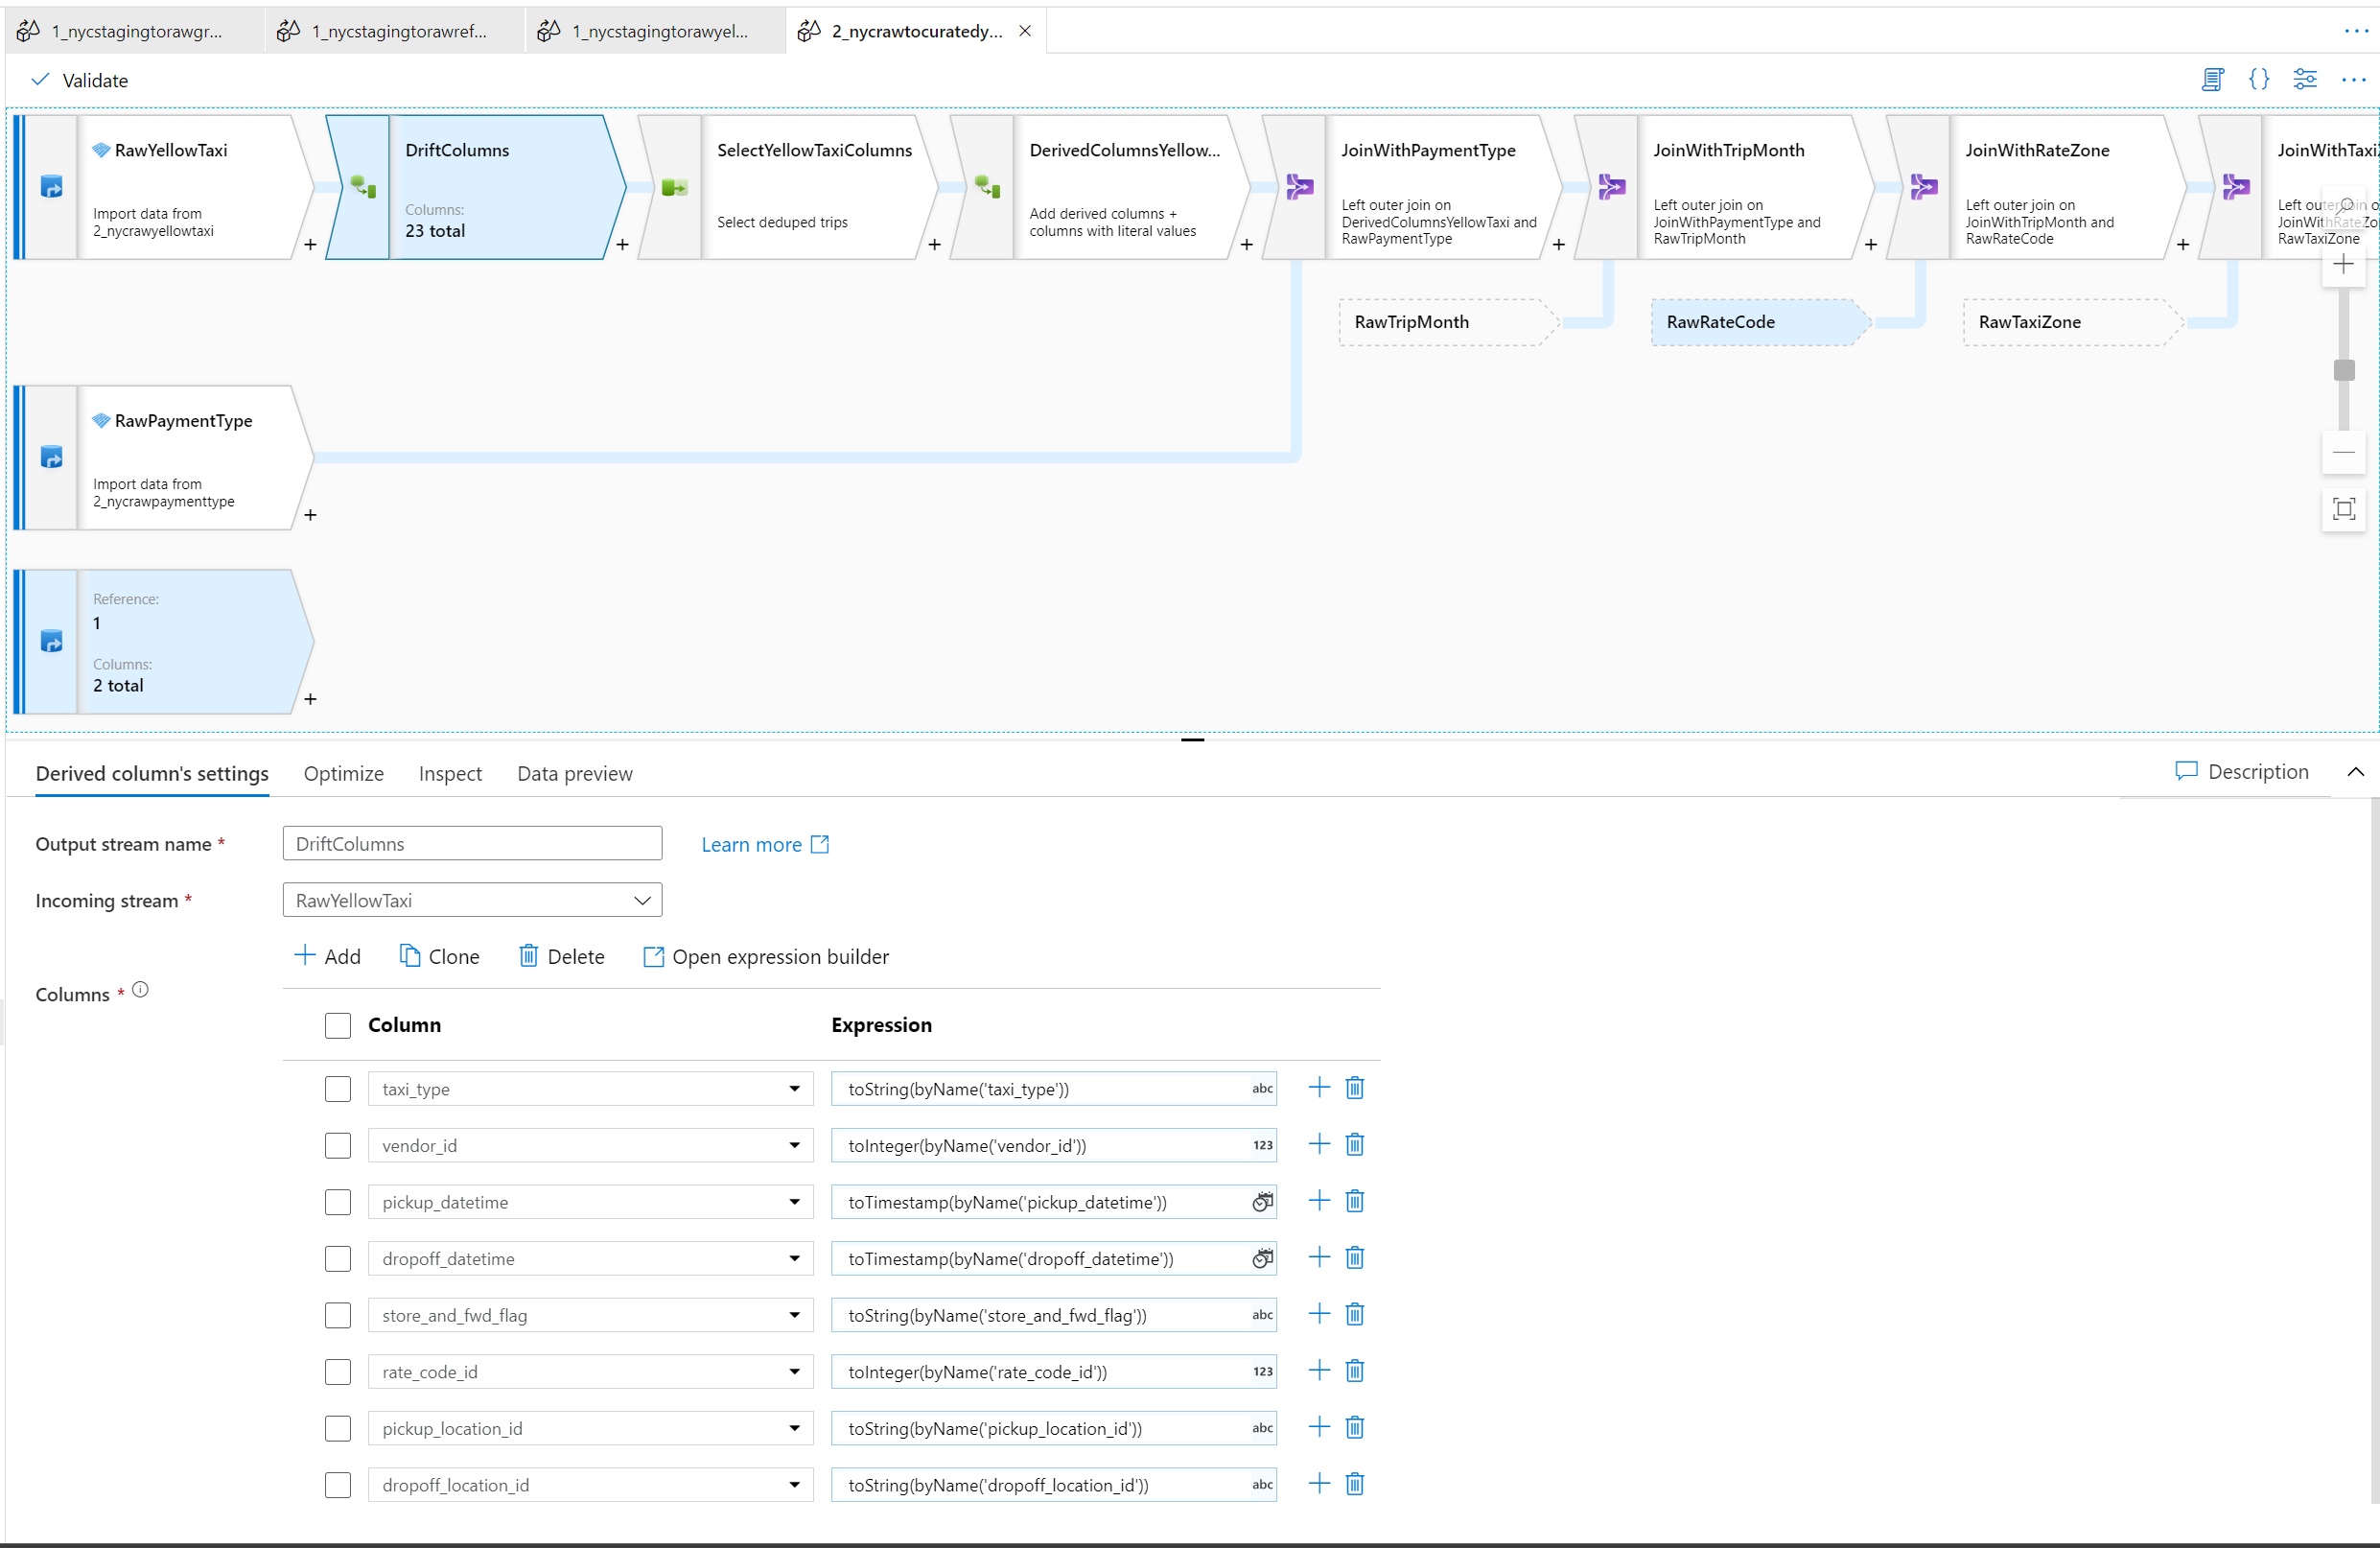 1_nycstagingtorawgr...
1_nycstagingtorawref...
1_nycstagingtorawyel...
2_nycrawtocuratedy...
Validate
RawYellowTaxi
Import data from
2_nycrawyellowtaxi
DriftColumns
Columns:
23 total
SelectYellowTaxiColumns
Select deduped trips
DerivedColumnsYellow...
Add derived columns +
columns with literal values
JoinWithPaymentType
Left outer join on
DerivedColumnsYellowTaxi and
RawPaymentType
JoinWithTripMonth
Left outer join on
JoinWithPaymentType and
RawTripMonth
JoinWithRateZone
Left outer join on
JoinWithTripMonth and
RawRateCode
JoinWithTaxi
Left outer join o
JoinWithRateZo
RawTaxiZone
RawTripMonth
RawRateCode
RawTaxiZone
RawPaymentType
Import data from
2_nycrawpaymenttype
Reference:
1
Columns:
2 total
Derived column's settings
Optimize
Inspect
Data preview
Description
Output stream name *
DriftColumns
Learn more
Incoming stream *
RawYellowTaxi
Add
Clone
Delete
Open expression builder
Columns *
Column
Expression
taxi_type
toString(byName('taxi_type'))
abc
vendor_id
toInteger(byName('vendor_id'))
123
pickup_datetime
toTimestamp(byName('pickup_datetime'))
dropoff_datetime
toTimestamp(byName('dropoff_datetime'))
store_and_fwd_flag
toString(byName('store_and_fwd_flag'))
abc
rate_code_id
toInteger(byName('rate_code_id'))
123
pickup_location_id
toString(byName('pickup_location_id'))
abc
dropoff_location_id
toString(byName('dropoff_location_id'))
abc